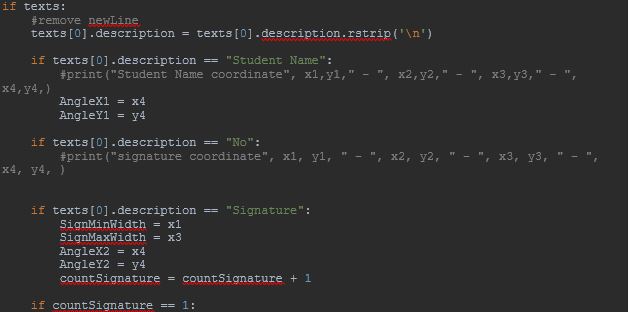 if texts:
#remove newLine
texts[0].description = texts[0].description.rstrip('\n')
if texts[0].description == "Student Name":
#print("Student Name coordinate", x1,y1," - ", x2,y2," - ", x3,y3," - ",
x4,y4,)
AngleX1 = x4
AngleY1 = y4
if texts[0].description == "No":
#print("signature coordinate", x1, y1, " - ", x2, y2, " - ", x3, y3, " - ",
x4, y4, )
if texts[0].description == "Signature":
SignMinWidth = x1
SignMaxWidth = x3
AngleX2 = x4
AngleY2 = y4
countSignature = countSignature + 1
if countSignature == 1: